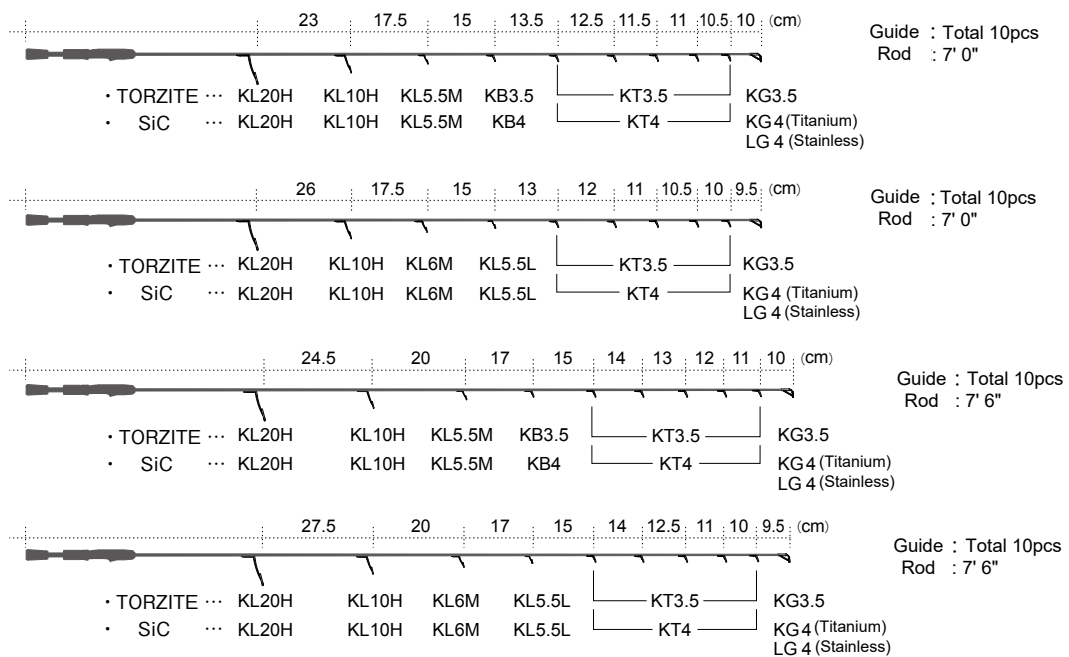 23 17.5 15 13.5 12.5 11.5 11 10.5 10 (cm)
Guide : Total 10pcs
Rod : 7' 0"
・TORZITE … KL20H KL10H KL5.5M KB3.5 KT3.5 KG3.5
・ SiC … KL20H KL10H KL5.5M KB4 KT4 KG4 (Titanium)
LG 4 (Stainless)
26 17.5 15 13 12 11 10.5 10 9.5 (cm)
Guide : Total 10pcs
Rod : 7' 0"
・TORZITE … KL20H KL10H KL6M KL5.5L KT3.5 KG3.5
・ SiC … KL20H KL10H KL6M KL5.5L KT4 KG4 (Titanium)
LG 4 (Stainless)
24.5 20 17 15 14 13 12 11 10 (cm)
Guide : Total 10pcs
Rod : 7' 6"
・TORZITE … KL20H KL10H KL5.5M KB3.5 KT3.5 KG3.5
・ SiC … KL20H KL10H KL5.5M KB4 KT4 KG4 (Titanium)
LG 4 (Stainless)
27.5 20 17 15 14 12.5 11 10 9.5 (cm)
Guide : Total 10pcs
Rod : 7' 6"
・TORZITE … KL20H KL10H KL6M KL5.5L KT3.5 KG3.5
・ SiC … KL20H KL10H KL6M KL5.5L KT4 KG4 (Titanium)
LG 4 (Stainless)